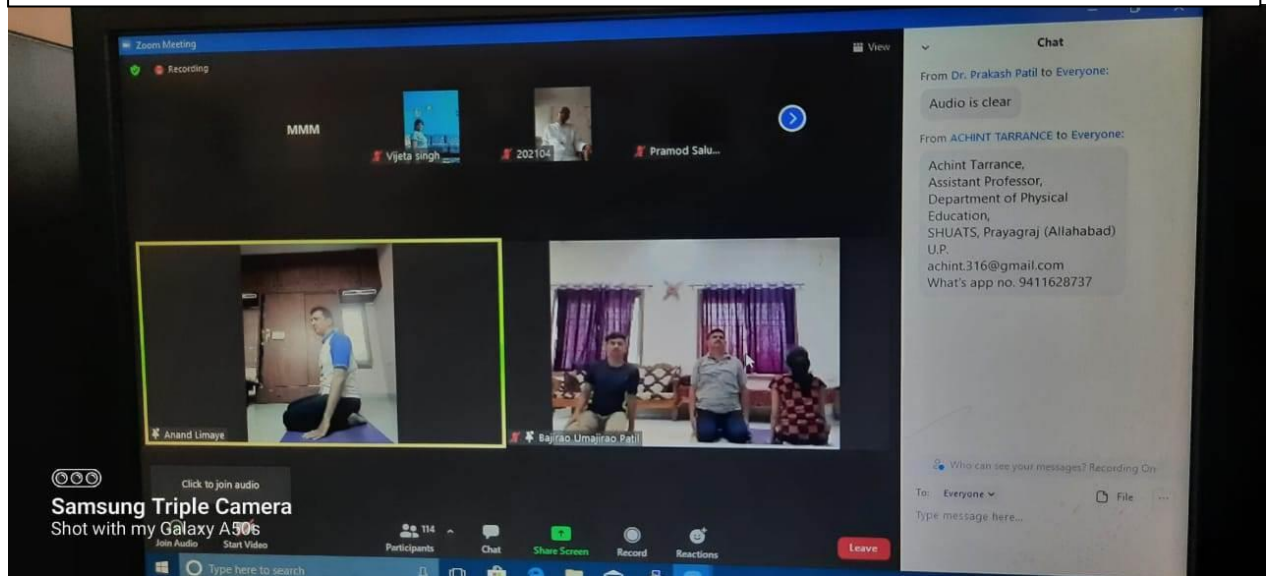 Zoom Meeting
View
Recording
MMM
Vijeta singh
202104
Pramod Salu...
Anand Limaye
Bajirao Umajirao Patil
Click to join audio
Join Audio
Start Video
114
Participants
Chat
Share Screen
Record
Reactions
Leave
Type here to search
Chat
From Dr. Prakash Patil to Everyone:
Audio is clear
From ACHINT TARRANCE to Everyone:
Achint Tarrance,
Assistant Professor,
Department of Physical
Education,
SHUATS, Prayagraj (Allahabad)
U.P.
achint.316@gmail.com
What's app no. 9411628737
Who can see your messages? Recording On
To: Everyone
File
Type message here...
Samsung Triple Camera
Shot with my Galaxy A50s